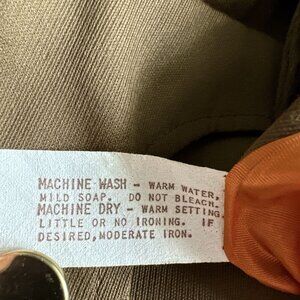 MACHINE WASH - WARM WATER,
MILD SOAP. DO NOT BLEACH.
MACHINE DRY - WARM SETTING
LITTLE OR NO IRONING. IF
DESIRED, MODERATE IRON.